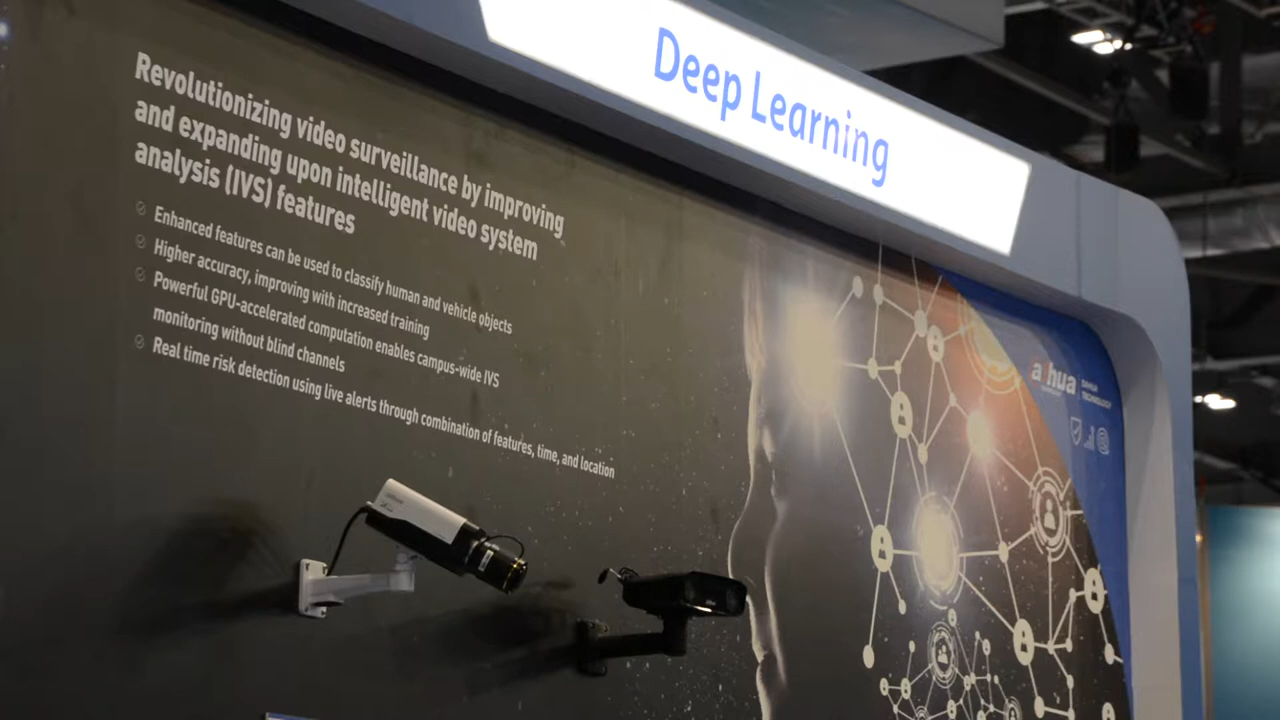 Deep Learning
Revolutionizing video surveillance by improving
and expanding upon intelligent video system
analysis (IVS) features
Enhanced features can be used to classify human and vehicle objects
Higher accuracy, improving with increased training
Powerful GPU-accelerated computation enables campus-wide IVS
monitoring without blind channels
Real time risk detection using live alerts through combination of features, time, and location
alhua
DAHUA
TECHNOLOGY